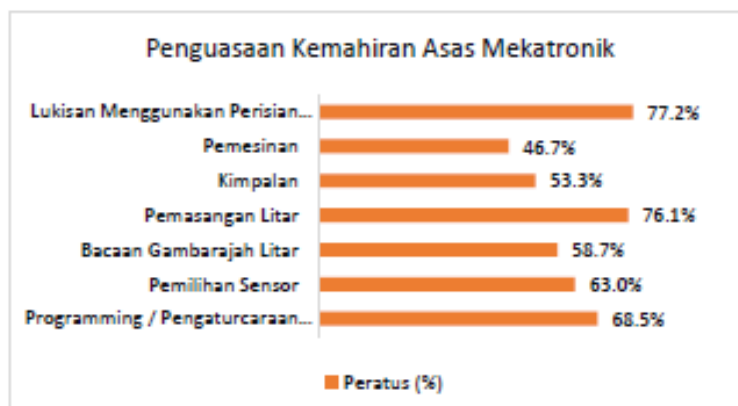 Penguasaan Kemahiran Asas Mekatronik
Lukisan Menggunakan Perisian... 77.2%
Pemesinan 46.7%
Kimpalan 53.3%
Pemasangan Litar 76.1%
Bacaan Gambarajah Litar 58.7%
Pemilihan Sensor 63.0%
Programming / Pengaturcaraan... 68.5%
Peratus (%)